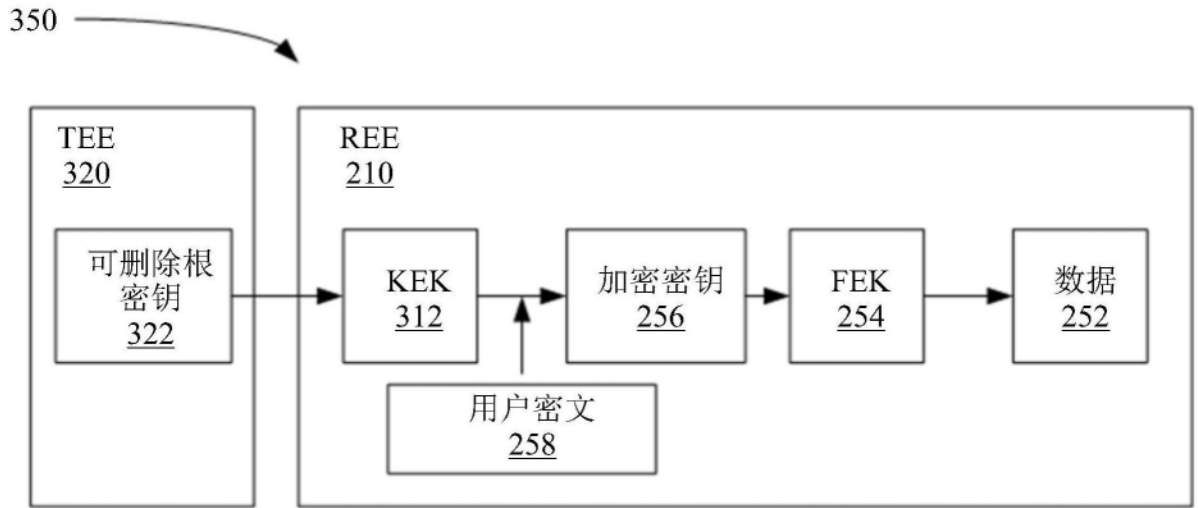 350
TEE
320
可删除根
密钥
322
REE
210
KEK
312
用户密文
258
加密密钥
256
FEK
254
数据
252